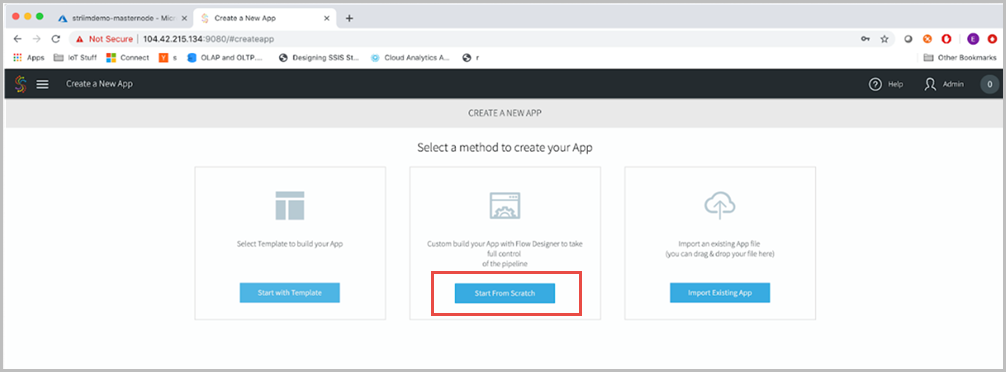 striimdemo-masternode - Micr
Create a New App
Not Secure | 104.42.215.134:9080/#createapp
E
Apps IoT Stuff Connect Y s OLAP and OLTP.... Designing SSIS St... Cloud Analytics A... r Other Bookmarks
Create a New App Help Admin 0
CREATE A NEW APP
Select a method to create your App
Select Template to build your App
Start with Template
Custom build your App with Flow Designer to take
full control
of the pipeline
Start From Scratch
Import an existing App file
(you can drag & drop your file here)
Import Existing App